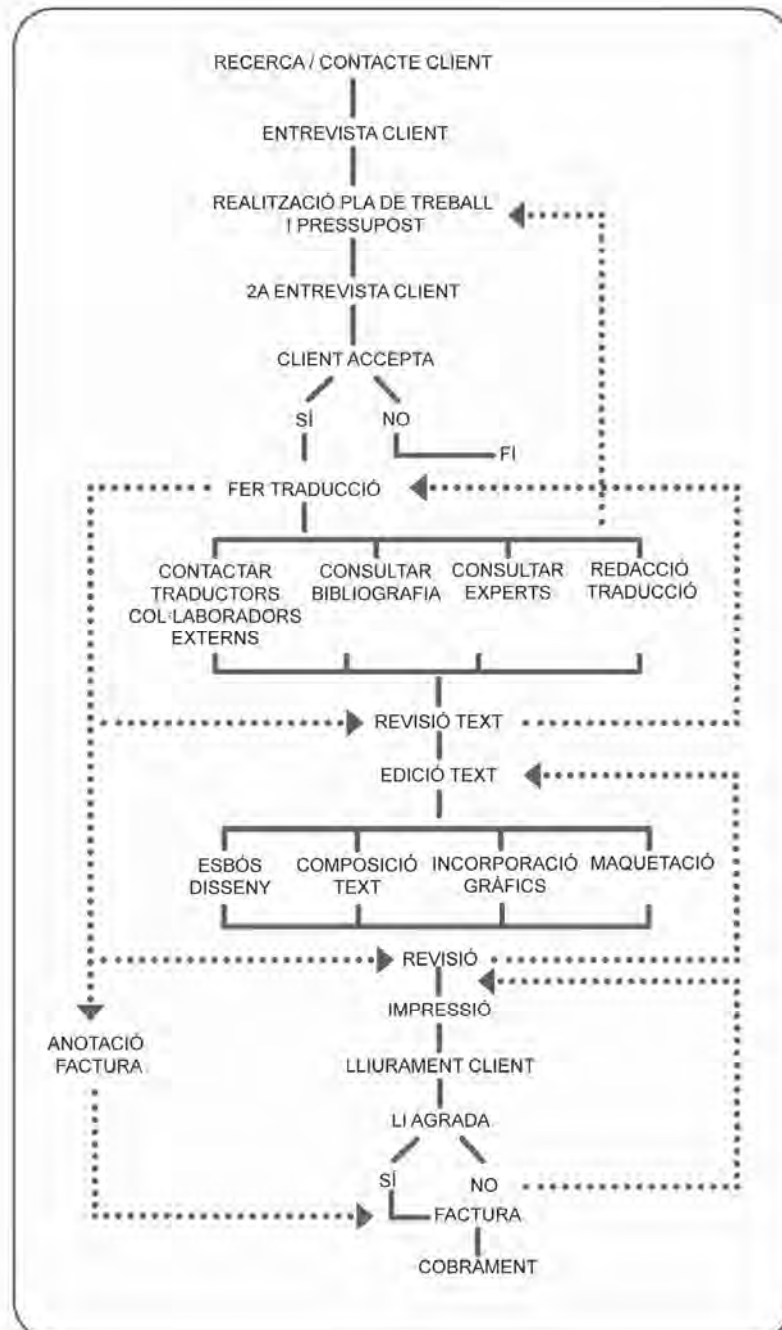 RECERCA / CONTACTE CLIENT
ENTREVISTA CLIENT
REALITZACIÓ PLA DE TREBALL
I PRESSUPOST
2A ENTREVISTA CLIENT
CLIENT ACCEPTA
SÍ
NO
FI
FER TRADUCCIÓ
CONTACTAR
TRADUCTORS
COL·LABORADORS
EXTERNS
CONSULTAR
BIBLIOGRAFIA
CONSULTAR
EXPERTS
REDACCIÓ
TRADUCCIÓ
REVISIÓ TEXT
EDICIÓ TEXT
ESBÓS
DISSENY
COMPOSICIÓ
TEXT
INCORPORACIÓ
GRÀFICS
MAQUETACIÓ
REVISIÓ
IMPRESSIÓ
ANOTACIÓ
FACTURA
LLIURAMENT CLIENT
LI AGRADA
SÍ
NO
FACTURA
COBRAMENT